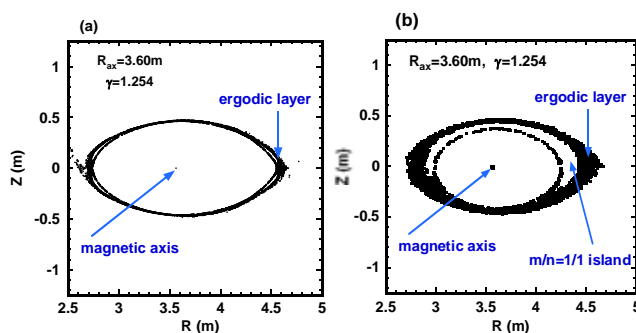 (a)
R_ax=3.60m
γ=1.254
ergodic layer
magnetic axis
Z (m)
1
0.5
0
-0.5
-1
2.5 3 3.5 4 4.5 5
R (m)
(b)
R_ax=3.60m, γ=1.254
ergodic layer
magnetic axis
m/n=1/1 island
Z (m)
1
0.5
0
-0.5
-1
2.5 3 3.5 4 4.5 5
R (m)